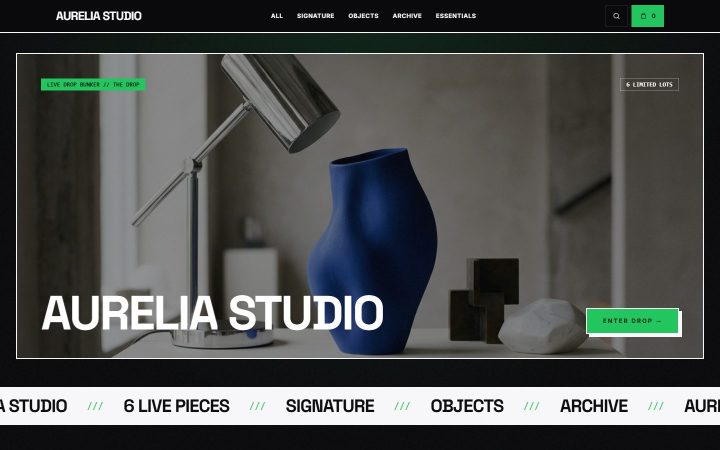 AURELIA STUDIO
ALL SIGNATURE OBJECTS ARCHIVE ESSENTIALS
0
LIVE DROP BUNKER // THE DROP
6 LIMITED LOTS
AURELIA STUDIO
ENTER DROP →
A STUDIO /// 6 LIVE PIECES /// SIGNATURE /// OBJECTS /// ARCHIVE /// AURE